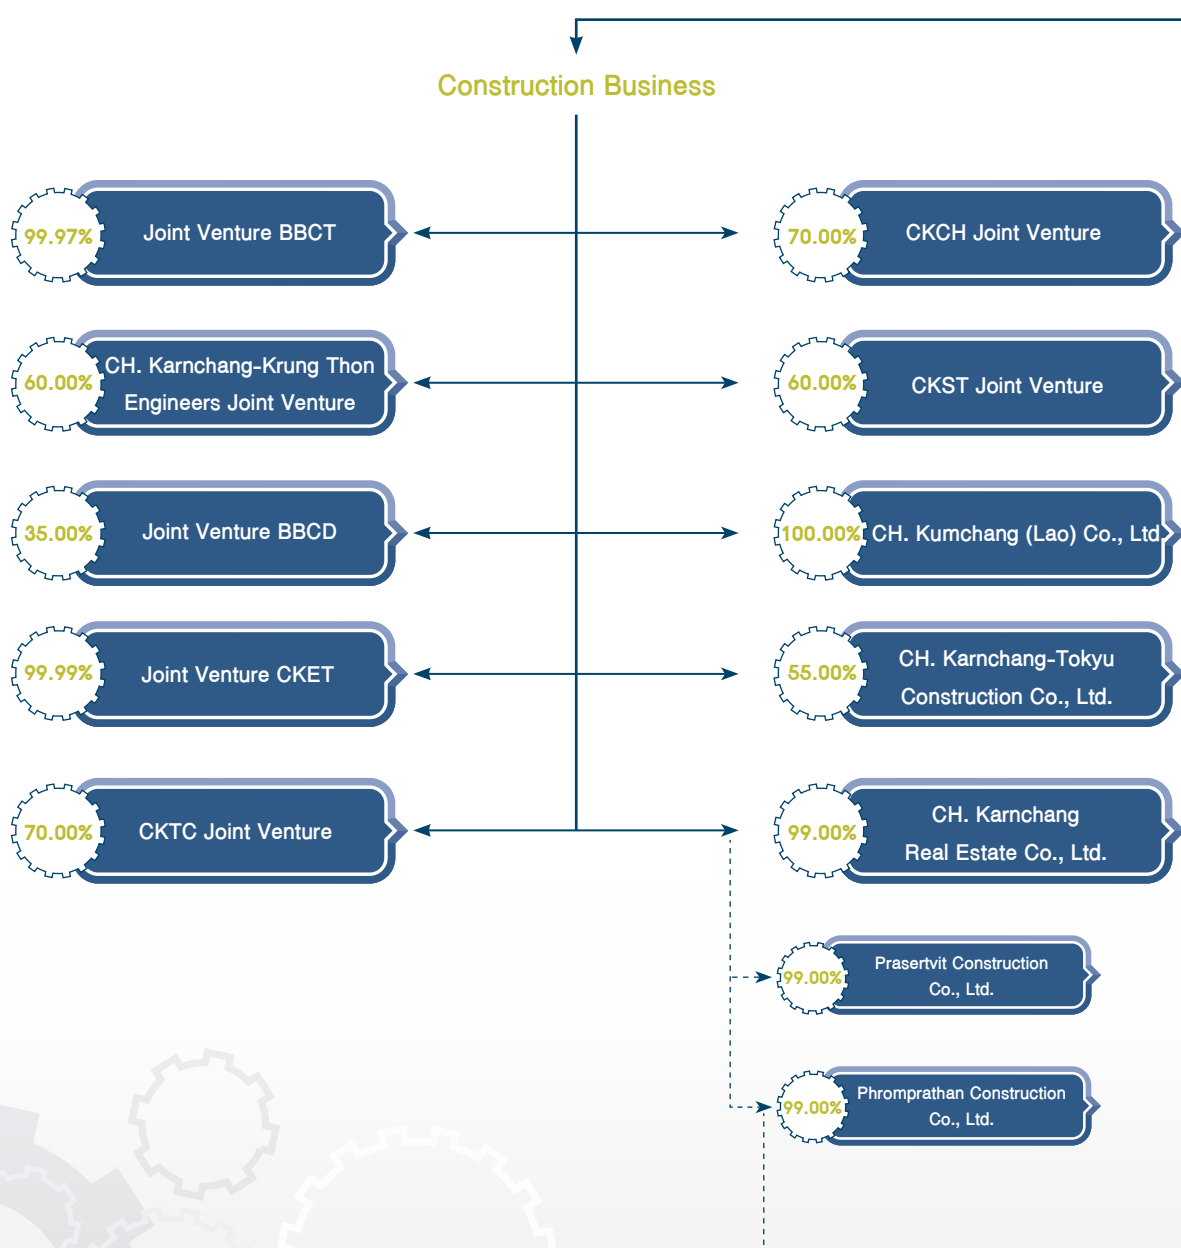 Construction Business
99.97%
Joint Venture BBCT
70.00%
CKCH Joint Venture
60.00%
CH. Karnchang-Krung Thon
Engineers Joint Venture
60.00%
CKST Joint Venture
35.00%
Joint Venture BBCD
100.00%
CH. Kumchang (Lao) Co., Ltd.
99.99%
Joint Venture CKET
55.00%
CH. Karnchang-Tokyu
Construction Co., Ltd.
70.00%
CKTC Joint Venture
99.00%
CH. Karnchang
Real Estate Co., Ltd.
99.00%
Prasertvit Construction
Co., Ltd.
99.00%
Phromprathan Construction
Co., Ltd.